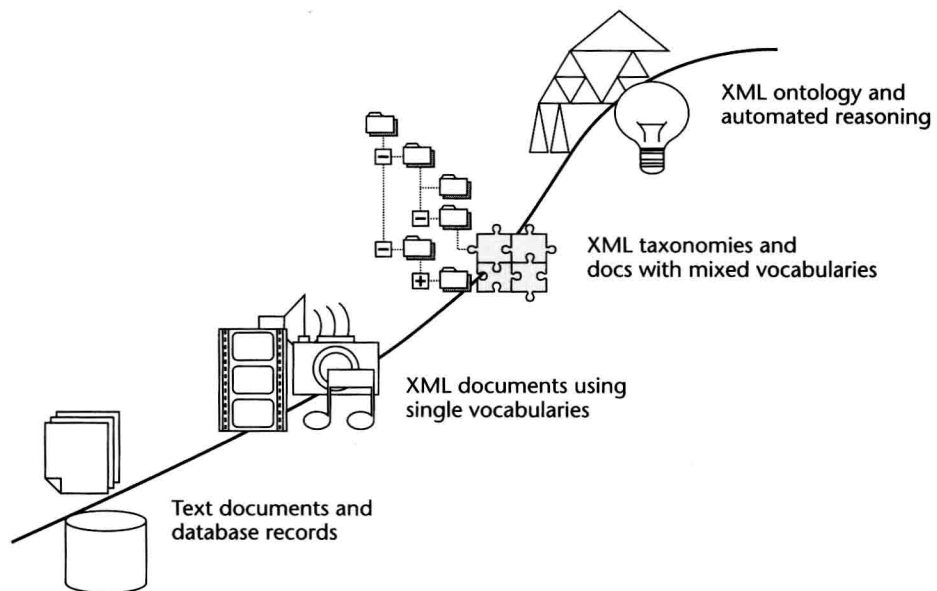 XML ontology and
automated reasoning
XML taxonomies and
docs with mixed vocabularies
XML documents using
single vocabularies
Text documents and
database records